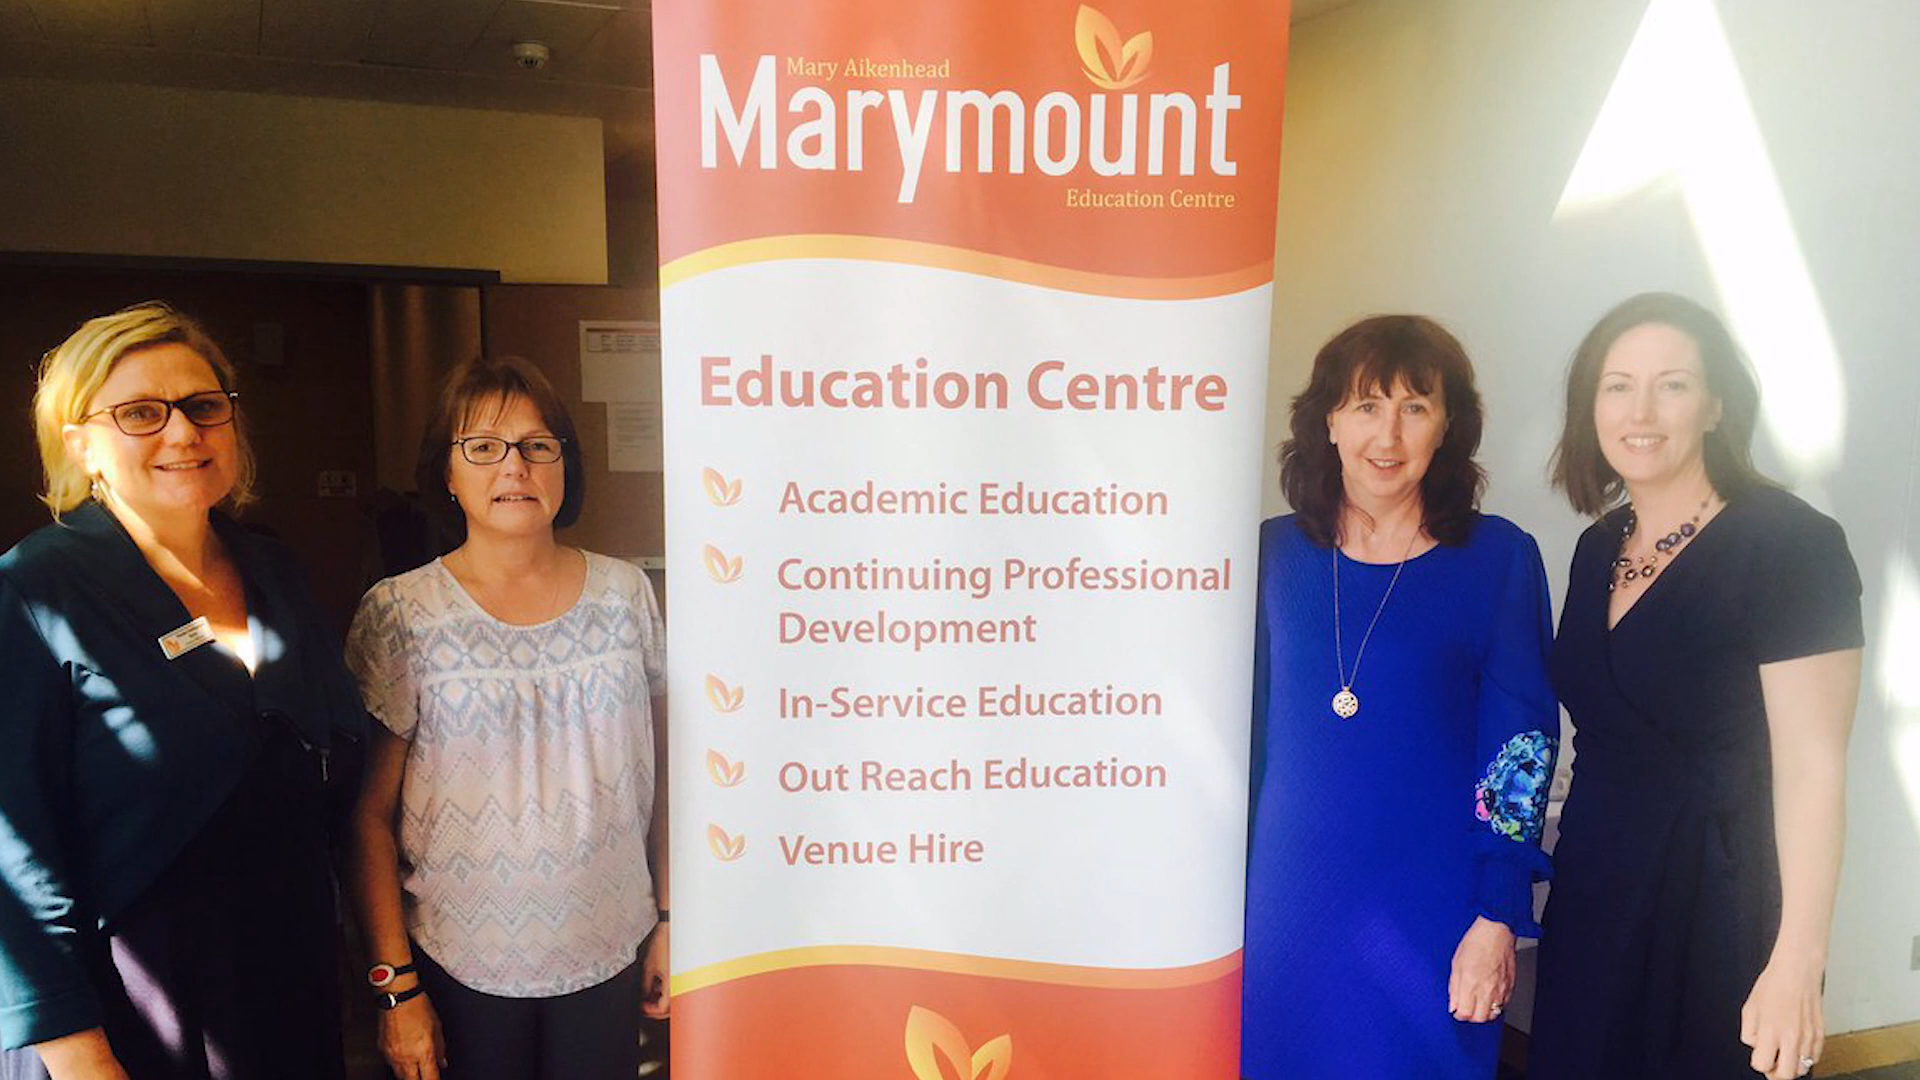 Mary Aikenhead
Marymount
Education Centre
Education Centre
Academic Education
Continuing Professional
Development
In-Service Education
Out Reach Education
Venue Hire